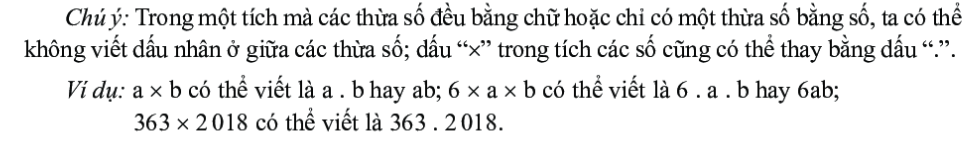 Chú ý: Trong một tích mà các thừa số đều bằng chữ hoặc chỉ có một thừa số bằng số, ta có thể
không viết dấu nhân ở giữa các thừa số; dấu “×” trong tích các số cũng có thể thay bằng dấu “.”.
Ví dụ: a × b có thể viết là a . b hay ab; 6 × a × b có thể viết là 6 . a . b hay 6ab;
363 × 2 018 có thể viết là 363 . 2 018.